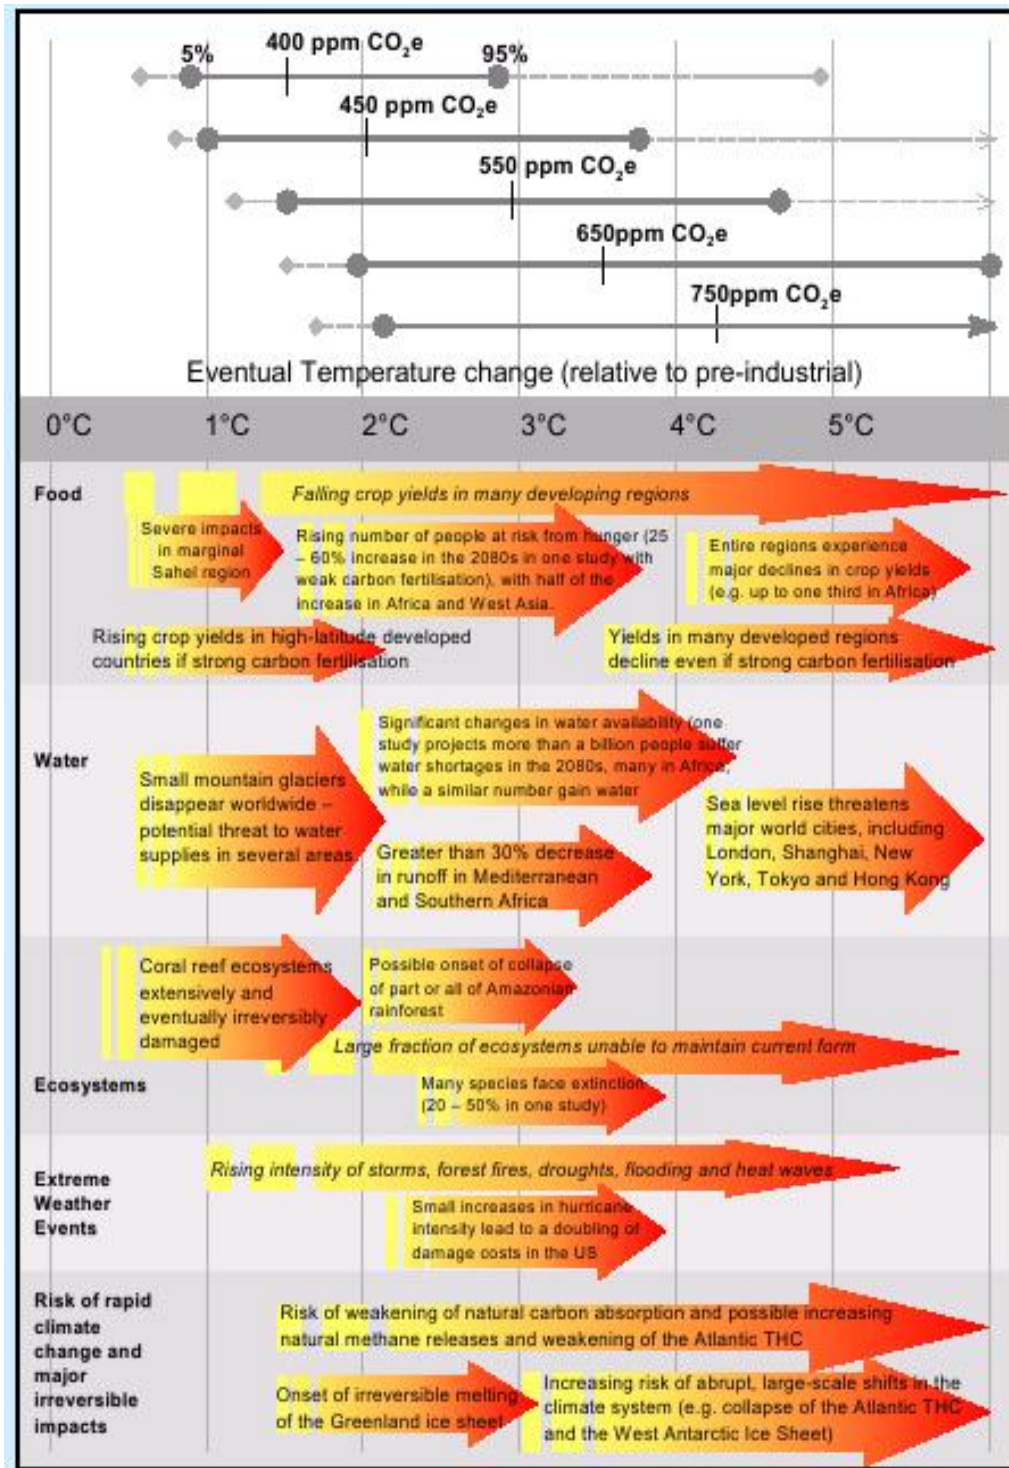 400 ppm CO₂e
5%
95%
450 ppm CO₂e
550 ppm CO₂e
650ppm CO₂e
750ppm CO₂e
Eventual Temperature change (relative to pre-industrial)
0°C 1°C 2°C 3°C 4°C 5°C
Food
Falling crop yields in many developing regions
Severe impacts
in marginal
Sahel region
Rising number of people at risk from hunger (25
– 60% increase in the 2080s in one study with
weak carbon fertilisation), with half of the
increase in Africa and West Asia.
Entire regions experience
major declines in crop yields
(e.g. up to one third in Africa)
Rising crop yields in high-latitude developed
countries if strong carbon fertilisation
Yields in many developed regions
decline even if strong carbon fertilisation
Water
Small mountain glaciers
disappear worldwide –
potential threat to water
supplies in several areas
Significant changes in water availability (one
study projects more than a billion people suffer
water shortages in the 2080s, many in Africa,
while a similar number gain water
Greater than 30% decrease
in runoff in Mediterranean
and Southern Africa
Sea level rise threatens
major world cities, including
London, Shanghai, New
York, Tokyo and Hong Kong
Ecosystems
Coral reef ecosystems
extensively and
eventually irreversibly
damaged
Possible onset of collapse
of part or all of Amazonian
rainforest
Large fraction of ecosystems unable to maintain current form
Many species face extinction
(20 – 50% in one study)
Extreme
Weather
Events
Rising intensity of storms, forest fires, droughts, flooding and heat waves
Small increases in hurricane
intensity lead to a doubling of
damage costs in the US
Risk of rapid
climate
change and
major
irreversible
impacts
Risk of weakening of natural carbon absorption and possible increasing
natural methane releases and weakening of the Atlantic THC
Onset of irreversible melting
of the Greenland ice sheet
Increasing risk of abrupt, large-scale shifts in the
climate system (e.g. collapse of the Atlantic THC
and the West Antarctic Ice Sheet)